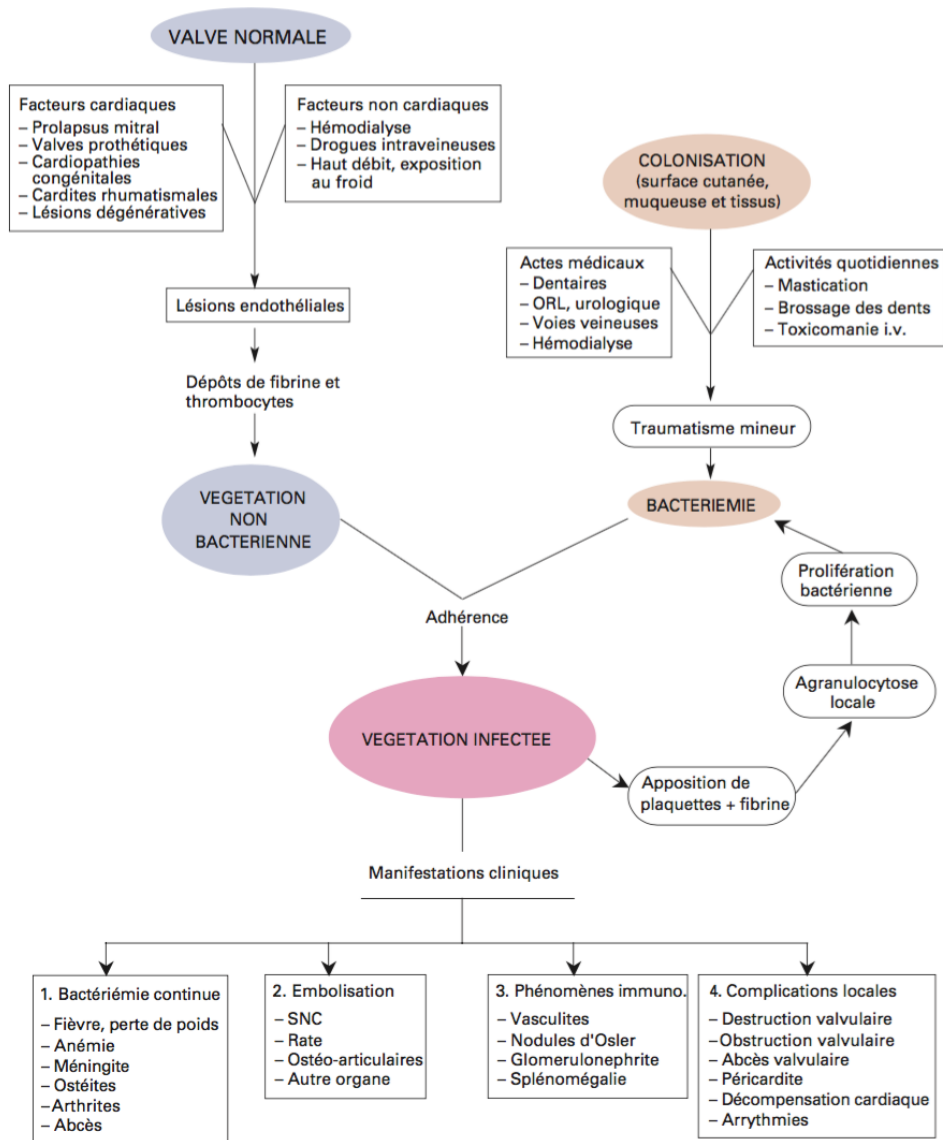 VALVE NORMALE
Facteurs cardiaques
– Prolapsus mitral
– Valves prothétiques
– Cardiopathies
congénitales
– Cardites rhumatismales
– Lésions dégénératives
Facteurs non cardiaques
– Hémodialyse
– Drogues intraveineuses
– Haut débit, exposition
au froid
Lésions endothéliales
Dépôts de fibrine et
thrombocytes
VEGETATION
NON
BACTERIENNE
COLONISATION
(surface cutanée,
muqueuse et tissus)
Actes médicaux
– Dentaires
– ORL, urologique
– Voies veineuses
– Hémodialyse
Activités quotidiennes
– Mastication
– Brossage des dents
– Toxicomanie i.v.
Traumatisme mineur
BACTERIEMIE
Adhérence
VEGETATION INFECTEE
Apposition de
plaquettes + fibrine
Agranulocytose
locale
Prolifération
bactérienne
Manifestations cliniques
1. Bactériémie continue
– Fièvre, perte de poids
– Anémie
– Méningite
– Ostéites
– Arthrites
– Abcès
2. Embolisation
– SNC
– Rate
– Ostéo-articulaires
– Autre organe
3. Phénomènes immuno.
– Vasculites
– Nodules d'Osler
– Glomerulonephrite
– Splénomégalie
4. Complications locales
– Destruction valvulaire
– Obstruction valvulaire
– Abcès valvulaire
– Péricardite
– Décompensation cardiaque
– Arrythmies